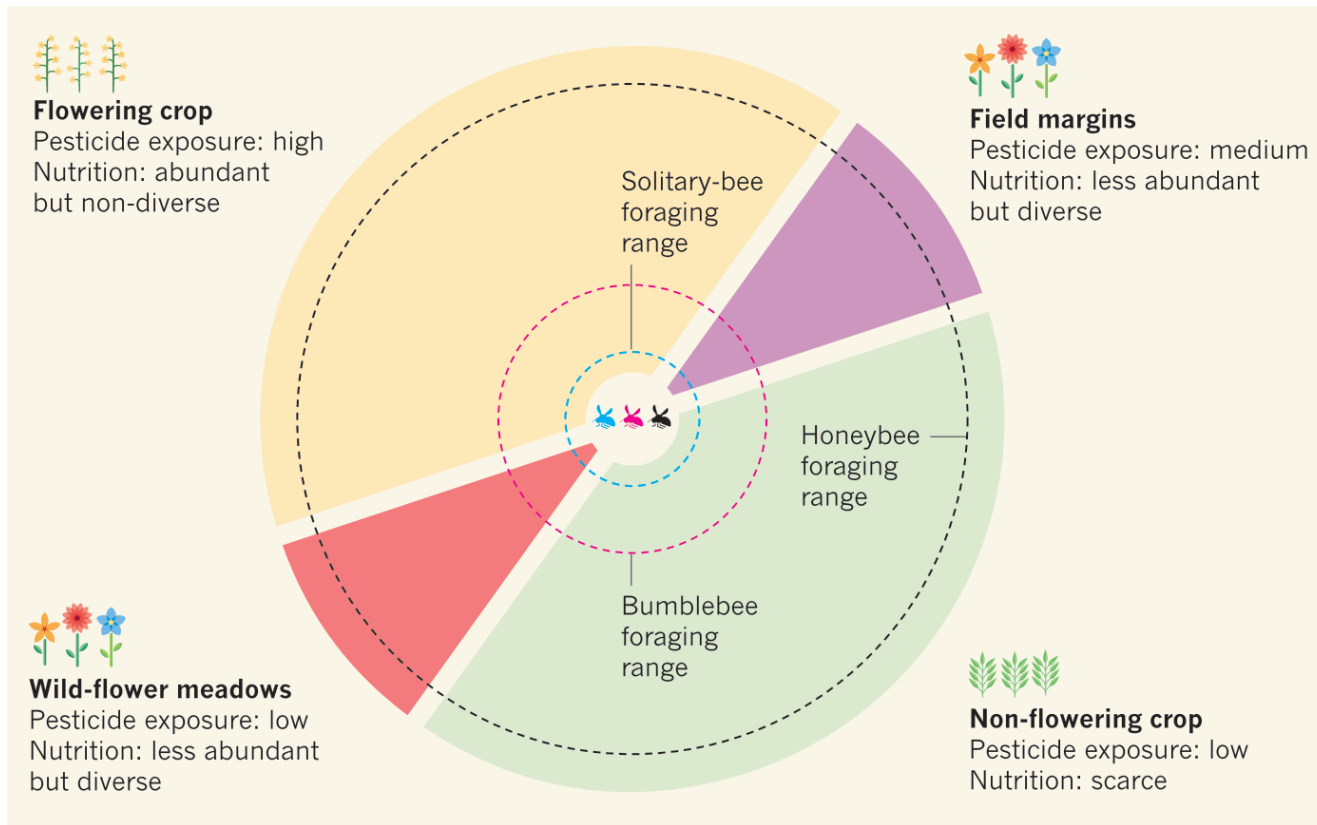 Flowering crop
Pesticide exposure: high
Nutrition: abundant
but non-diverse
Field margins
Pesticide exposure: medium
Nutrition: less abundant
but diverse
Solitary-bee
foraging
range
Honeybee
foraging
range
Bumblebee
foraging
range
Wild-flower meadows
Pesticide exposure: low
Nutrition: less abundant
but diverse
Non-flowering crop
Pesticide exposure: low
Nutrition: scarce